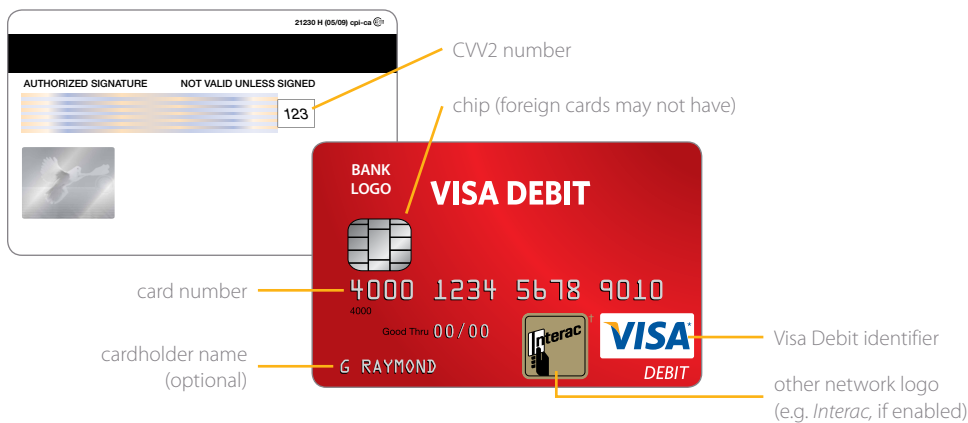 21230 H (05/09) cpi-ca
AUTHORIZED SIGNATURE NOT VALID UNLESS SIGNED
123
CVV2 number
chip (foreign cards may not have)
BANK
LOGO
VISA DEBIT
card number
4000 1234 5678 9010
4000
Good Thru 00/00
cardholder name
(optional)
G RAYMOND
Interac
†
VISA*
DEBIT
Visa Debit identifier
other network logo
(e.g. Interac, if enabled)